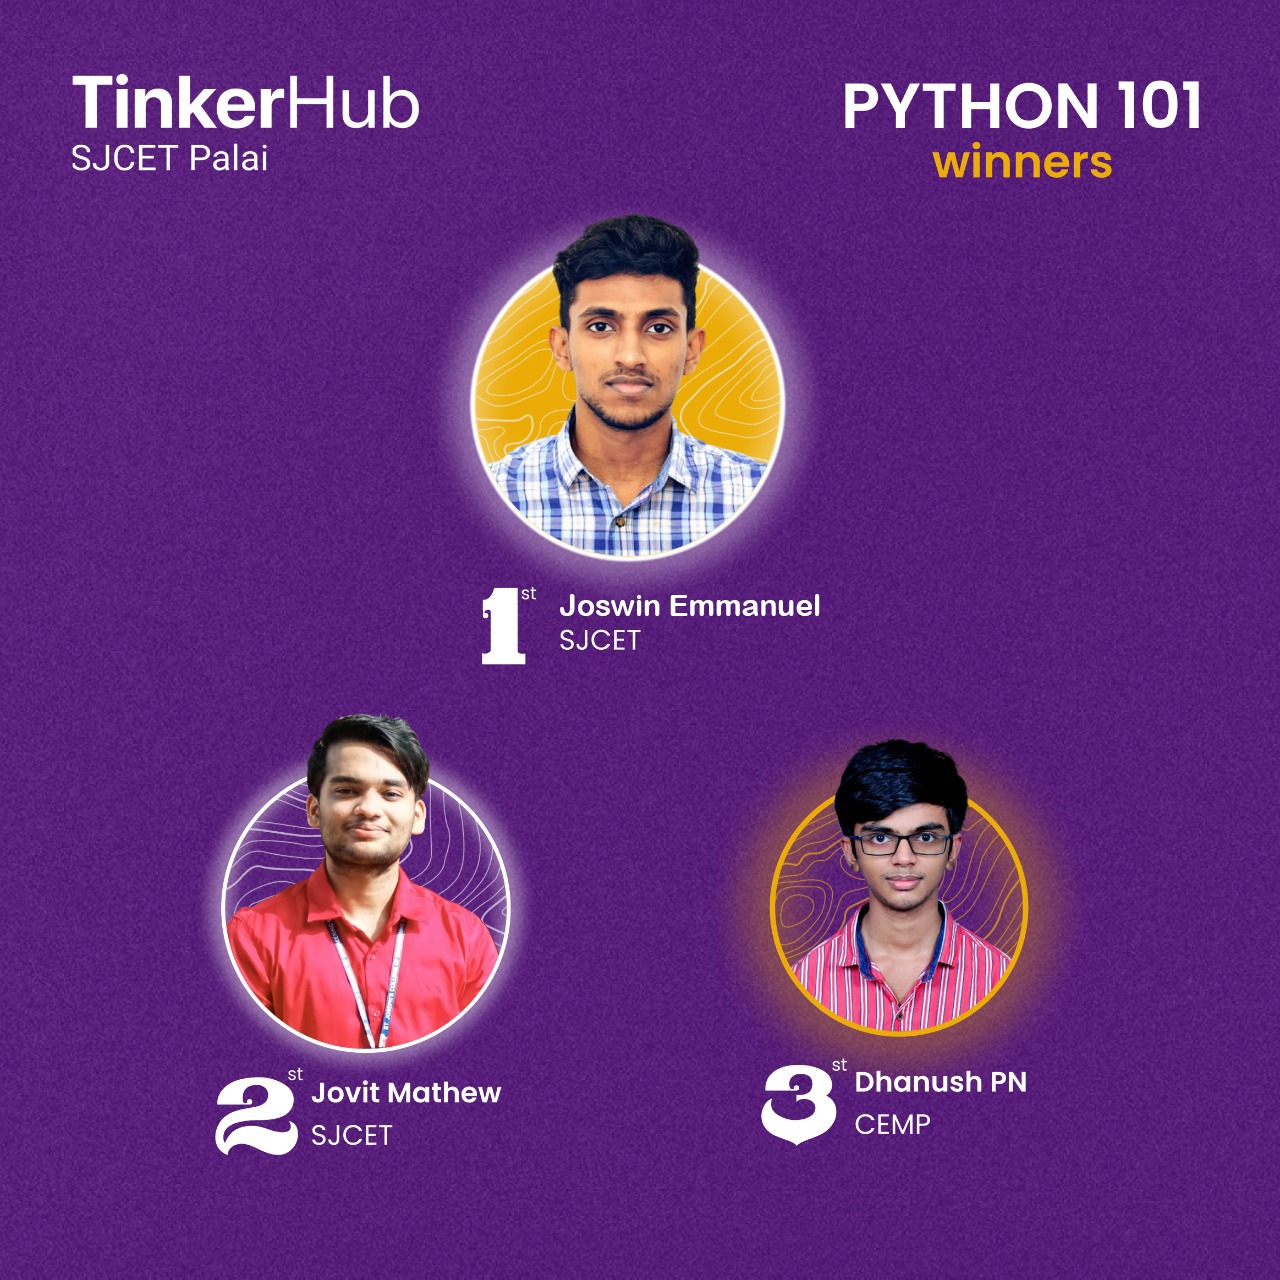 TinkerHub
SJCET Palai
PYTHON 101
winners
1st
Joswin Emmanuel
SJCET
2st
Jovit Mathew
SJCET
3st
Dhanush PN
CEMP